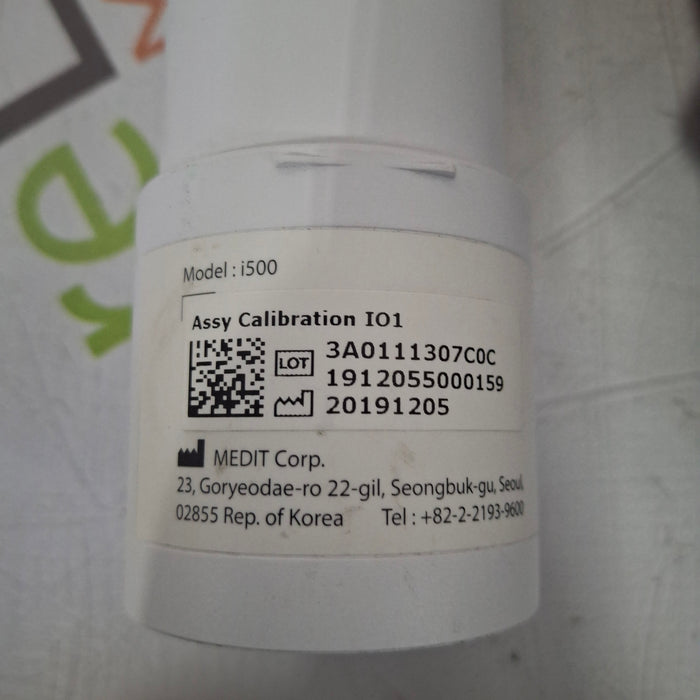 re
Model : i500
Assy Calibration IO1
LOT 3A0111307C0C
1912055000159
20191205
MEDIT Corp.
23, Goryeodae-ro 22-gil, Seongbuk-gu, Seoul,
02855 Rep. of Korea Tel : +82-2-2193-9600